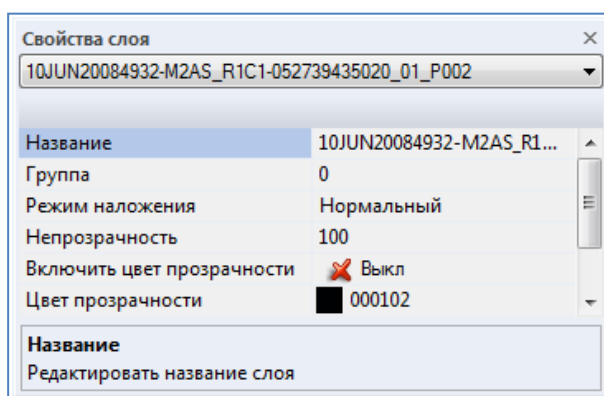 Свойства слоя
10JUN20084932-M2AS_R1C1-052739435020_01_P002
Название 10JUN20084932-M2AS_R1...
Группа 0
Режим наложения Нормальный
Непрозрачность 100
Включить цвет прозрачности Выкл
Цвет прозрачности 000102
Название
Редактировать название слоя